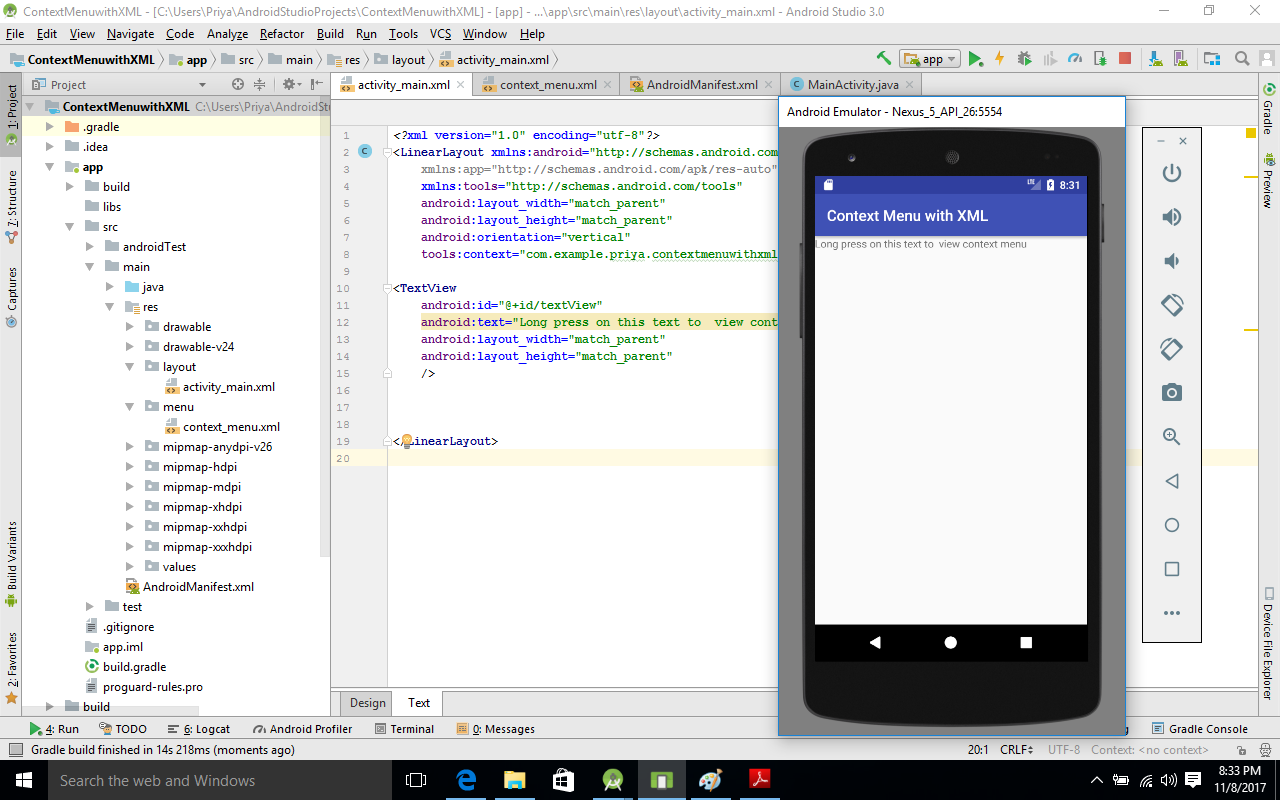 ContextMenuwithXML - [C:\Users\Priya\AndroidStudioProjects\ContextMenuwithXML] - [app] - ...\app\src\main\res\layout\activity_main.xml - Android Studio 3.0
File Edit View Navigate Code Analyze Refactor Build Run Tools VCS Window Help
ContextMenuwithXML app src main res layout activity_main.xml
app
Project
activity_main.xml context_menu.xml AndroidManifest.xml MainActivity.java
1: Project
7: Structure
Captures
Build Variants
2: Favorites
ContextMenuwithXML C:\Users\Priya\AndroidSt
.gradle
.idea
app
build
libs
src
androidTest
main
java
res
drawable
drawable-v24
layout
activity_main.xml
menu
context_menu.xml
mipmap-anydpi-v26
mipmap-hdpi
mipmap-mdpi
mipmap-xhdpi
mipmap-xxhdpi
mipmap-xxxhdpi
values
AndroidManifest.xml
test
.gitignore
app.iml
build.gradle
proguard-rules.pro
build
1 <?xml version="1.0" encoding="utf-8"?>
2 C <LinearLayout xmlns:android="http://schemas.android.com
3 xmlns:app="http://schemas.android.com/apk/res-auto"
4 xmlns:tools="http://schemas.android.com/tools"
5 android:layout_width="match_parent"
6 android:layout_height="match_parent"
7 android:orientation="vertical"
8 tools:context="com.example.priya.contextmenuwithxml
9
10 <TextView
11 android:id="@+id/textView"
12 android:text="Long press on this text to  view cont
13 android:layout_width="match_parent"
14 android:layout_height="match_parent"
15 />
16
17
18
19 </LinearLayout>
20
Design Text
Android Emulator - Nexus_5_API_26:5554
LTE 8:31
Context Menu with XML
Long press on this text to  view context menu
Gradle
Preview
Device File Explorer
4: Run TODO 6: Logcat Android Profiler Terminal 0: Messages Gradle Console
Gradle build finished in 14s 218ms (moments ago) 20:1 CRLF UTF-8 Context: <no context>
Search the web and Windows
8:33 PM
11/8/2017